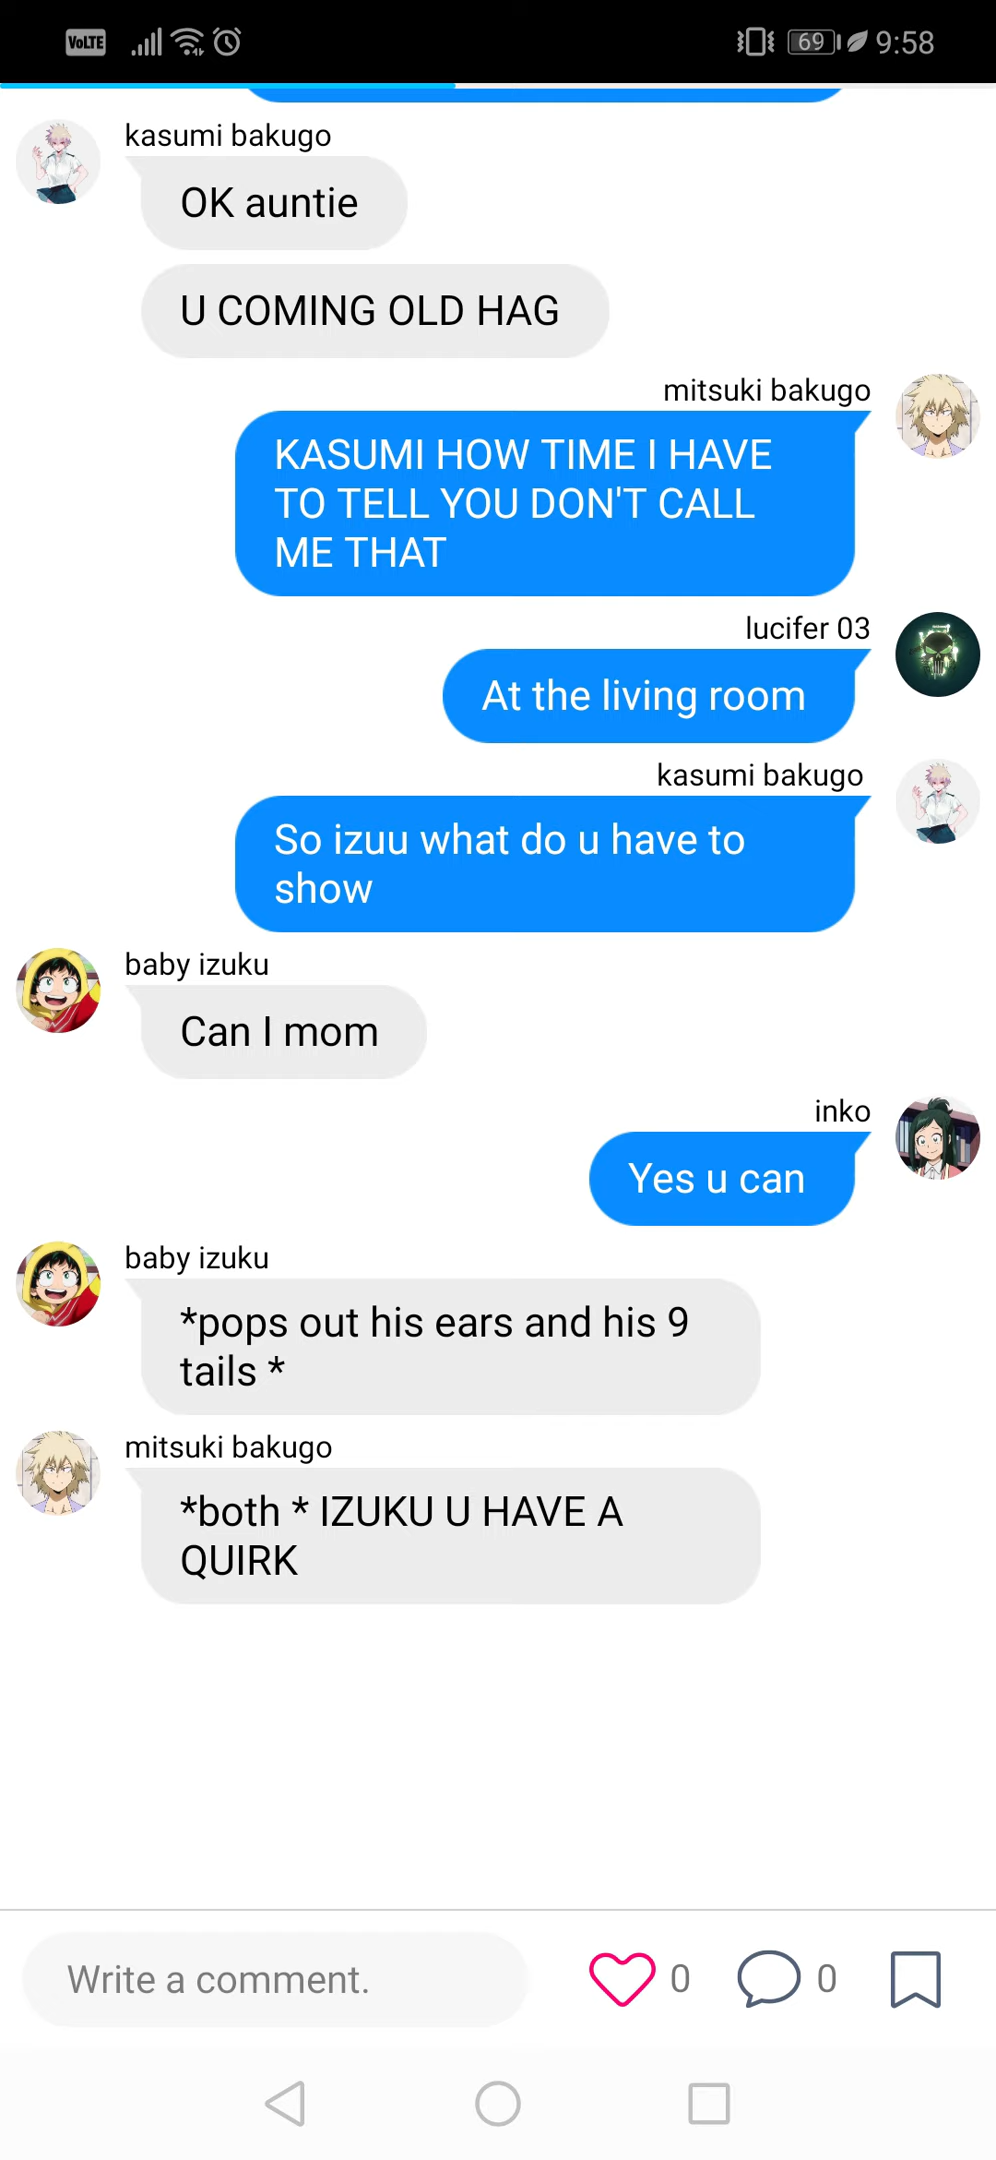 VoLTE 69 9:58
kasumi bakugo
OK auntie
U COMING OLD HAG
mitsuki bakugo
KASUMI HOW TIME I HAVE
TO TELL YOU DON'T CALL
ME THAT
lucifer 03
At the living room
kasumi bakugo
So izuu what do u have to
show
baby izuku
Can I mom
inko
Yes u can
baby izuku
*pops out his ears and his 9
tails *
mitsuki bakugo
*both * IZUKU U HAVE A
QUIRK
Write a comment. 0 0